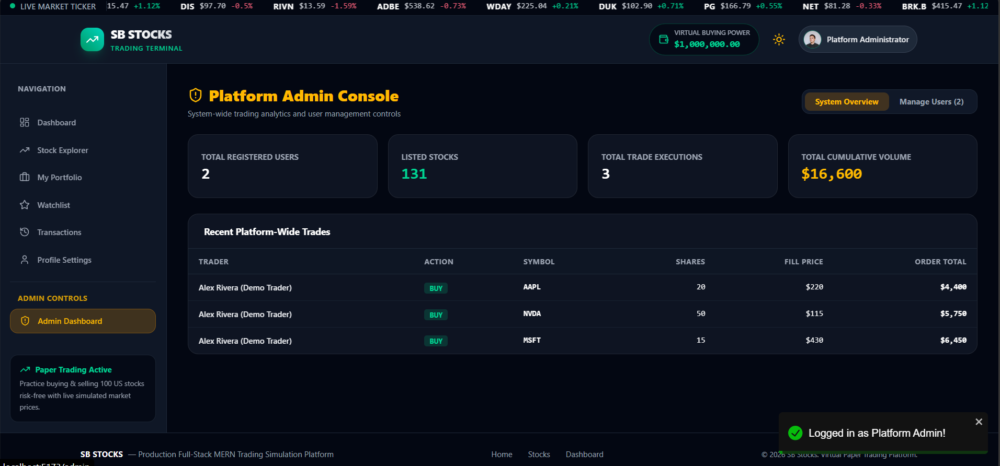 LIVE MARKET TICKER 15.47 +1.12% DIS $97.70 -0.5% RIVN $13.59 -1.59% ADBE $538.62 -0.73% WDAY $225.04 +0.21% DUK $102.90 +0.71% PG $166.79 +0.55% NET $81.28 -0.33% BRK.B $415.47 +1.12
SB STOCKS
TRADING TERMINAL
VIRTUAL BUYING POWER
$1,000,000.00
Platform Administrator
NAVIGATION
Dashboard
Stock Explorer
My Portfolio
Watchlist
Transactions
Profile Settings
ADMIN CONTROLS
Admin Dashboard
Paper Trading Active
Practice buying & selling 100 US stocks
risk-free with live simulated market
prices.
Platform Admin Console
System-wide trading analytics and user management controls
System Overview Manage Users (2)
TOTAL REGISTERED USERS
2
LISTED STOCKS
131
TOTAL TRADE EXECUTIONS
3
TOTAL CUMULATIVE VOLUME
$16,600
Recent Platform-Wide Trades
TRADER ACTION SYMBOL SHARES FILL PRICE ORDER TOTAL
Alex Rivera (Demo Trader) BUY AAPL 20 $220 $4,400
Alex Rivera (Demo Trader) BUY NVDA 50 $115 $5,750
Alex Rivera (Demo Trader) BUY MSFT 15 $430 $6,450
Logged in as Platform Admin!
SB STOCKS — Production Full-Stack MERN Trading Simulation Platform Home Stocks Dashboard © 2026 SB Stocks. Virtual Paper Trading Platform.
localhost:5173/admin